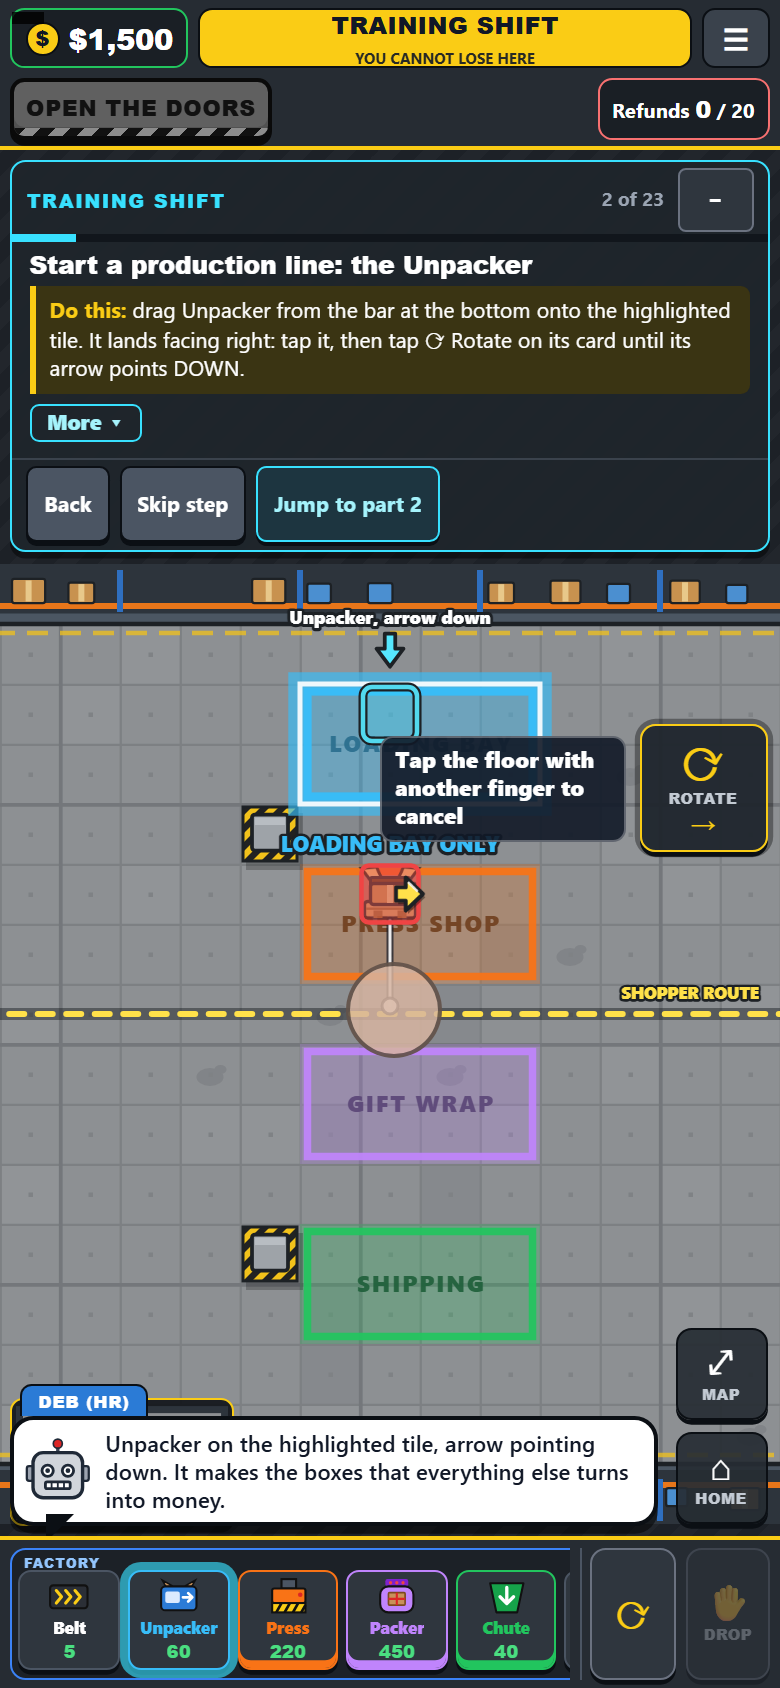 $ $1,500
TRAINING SHIFT
YOU CANNOT LOSE HERE
OPEN THE DOORS
Refunds 0 / 20
TRAINING SHIFT
2 of 23
Start a production line: the Unpacker
Do this: drag Unpacker from the bar at the bottom onto the highlighted
tile. It lands facing right: tap it, then tap ⟳ Rotate on its card until its
arrow points DOWN.
More ▾
Back
Skip step
Jump to part 2
Unpacker, arrow down
Tap the floor with
another finger to
cancel
ROTATE
→
LOADING BAY ONLY
PRESS SHOP
SHOPPER ROUTE
GIFT WRAP
SHIPPING
MAP
DEB (HR)
Unpacker on the highlighted tile, arrow pointing
down. It makes the boxes that everything else turns
into money.
HOME
FACTORY
Belt
5
Unpacker
60
Press
220
Packer
450
Chute
40
DROP